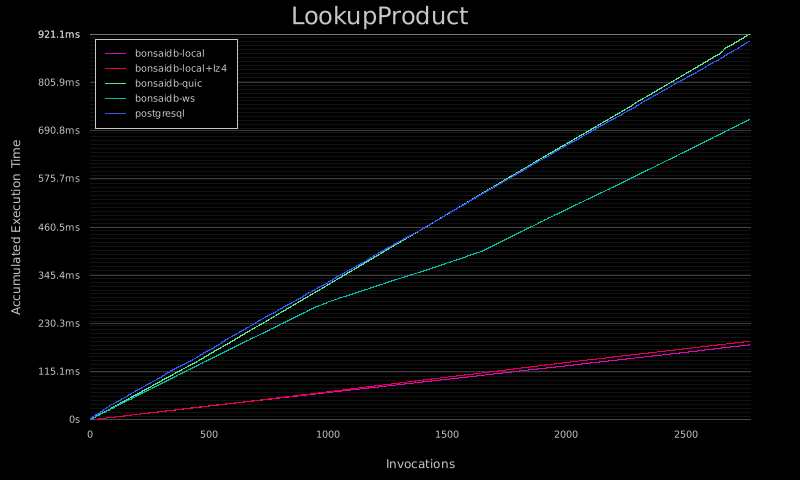 LookupProduct
921.1ms
805.9ms
690.8ms
575.7ms
460.5ms
345.4ms
230.3ms
115.1ms
0s
Accumulated Execution Time
bonsaidb-local
bonsaidb-local+lz4
bonsaidb-quic
bonsaidb-ws
postgresql
0
500
1000
1500
2000
2500
Invocations